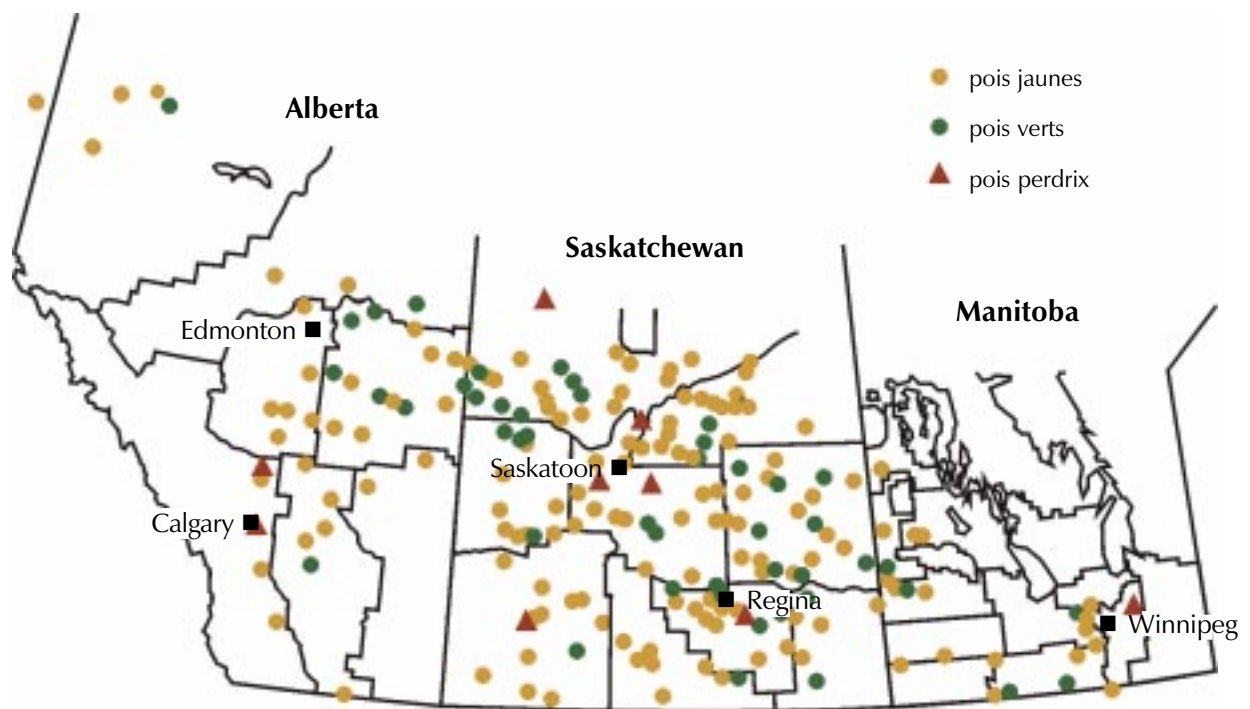 pois jaunes
Alberta
pois verts
pois perdrix
Saskatchewan
Manitoba
Edmonton
Saskatoon
Calgary
Regina
Winnipeg